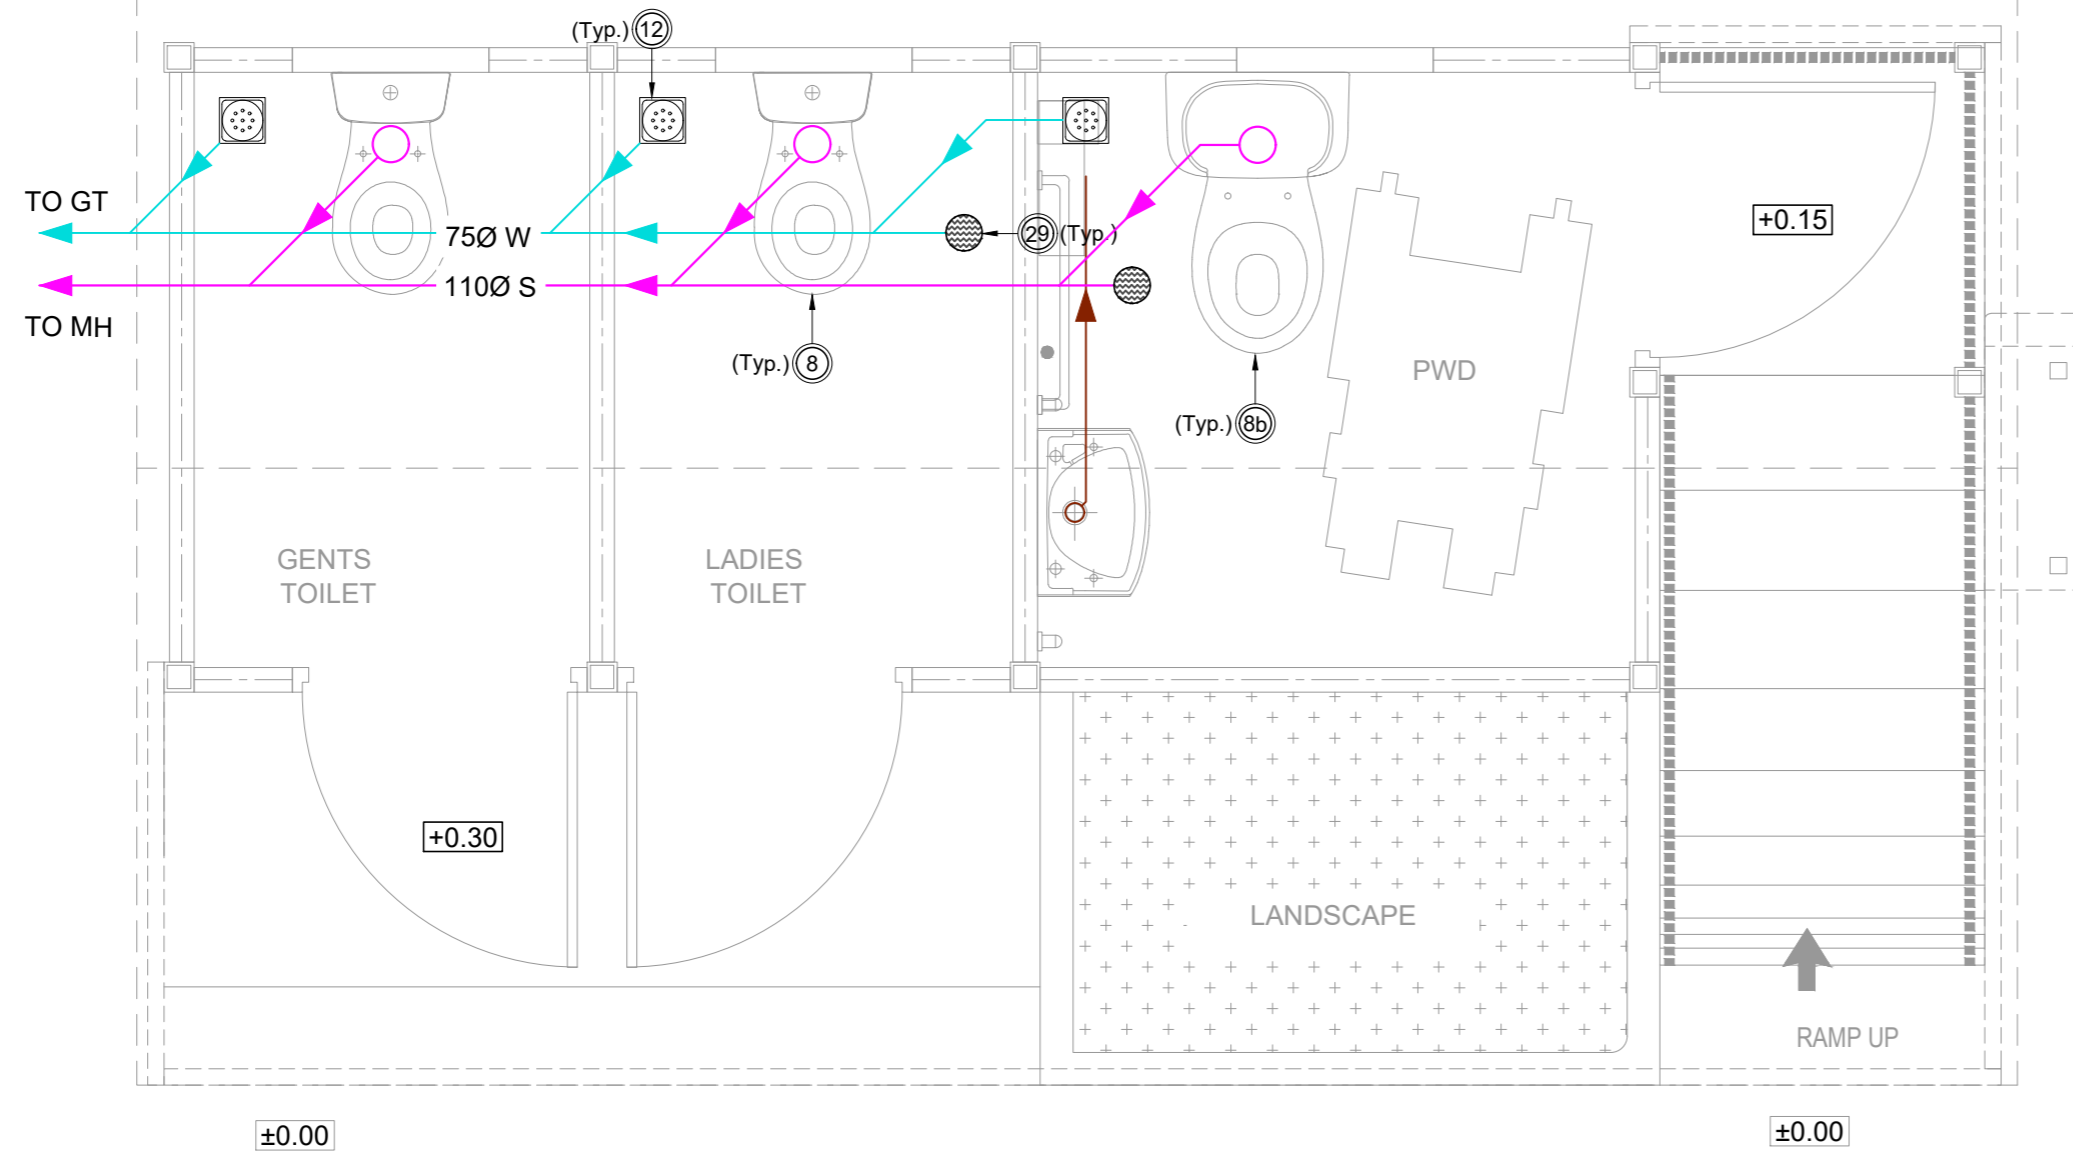 (Typ.) 12
TO GT
+0.15
75Ø W
29 (Typ.)
110Ø S
TO MH
(Typ.) 8
PWD
(Typ.) 8b
GENTS
TOILET
LADIES
TOILET
+0.30
LANDSCAPE
RAMP UP
±0.00
±0.00